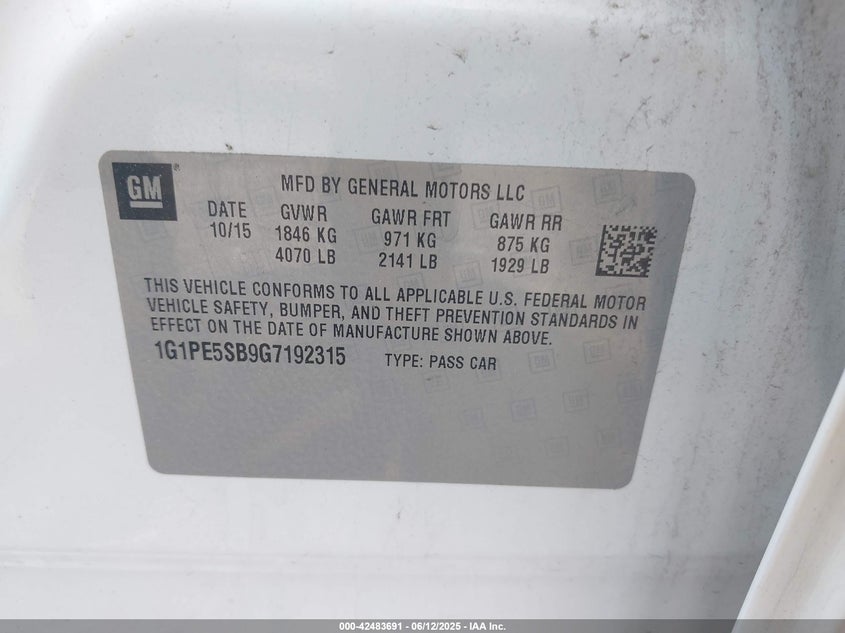 GM
MFD BY GENERAL MOTORS LLC
DATE GVWR GAWR FRT GAWR RR
10/15 1846 KG 971 KG 875 KG
4070 LB 2141 LB 1929 LB
THIS VEHICLE CONFORMS TO ALL APPLICABLE U.S. FEDERAL MOTOR
VEHICLE SAFETY, BUMPER, AND THEFT PREVENTION STANDARDS IN
EFFECT ON THE DATE OF MANUFACTURE SHOWN ABOVE.
1G1PE5SB9G7192315 TYPE: PASS CAR
000-42483691 - 06/12/2025 - IAA Inc.